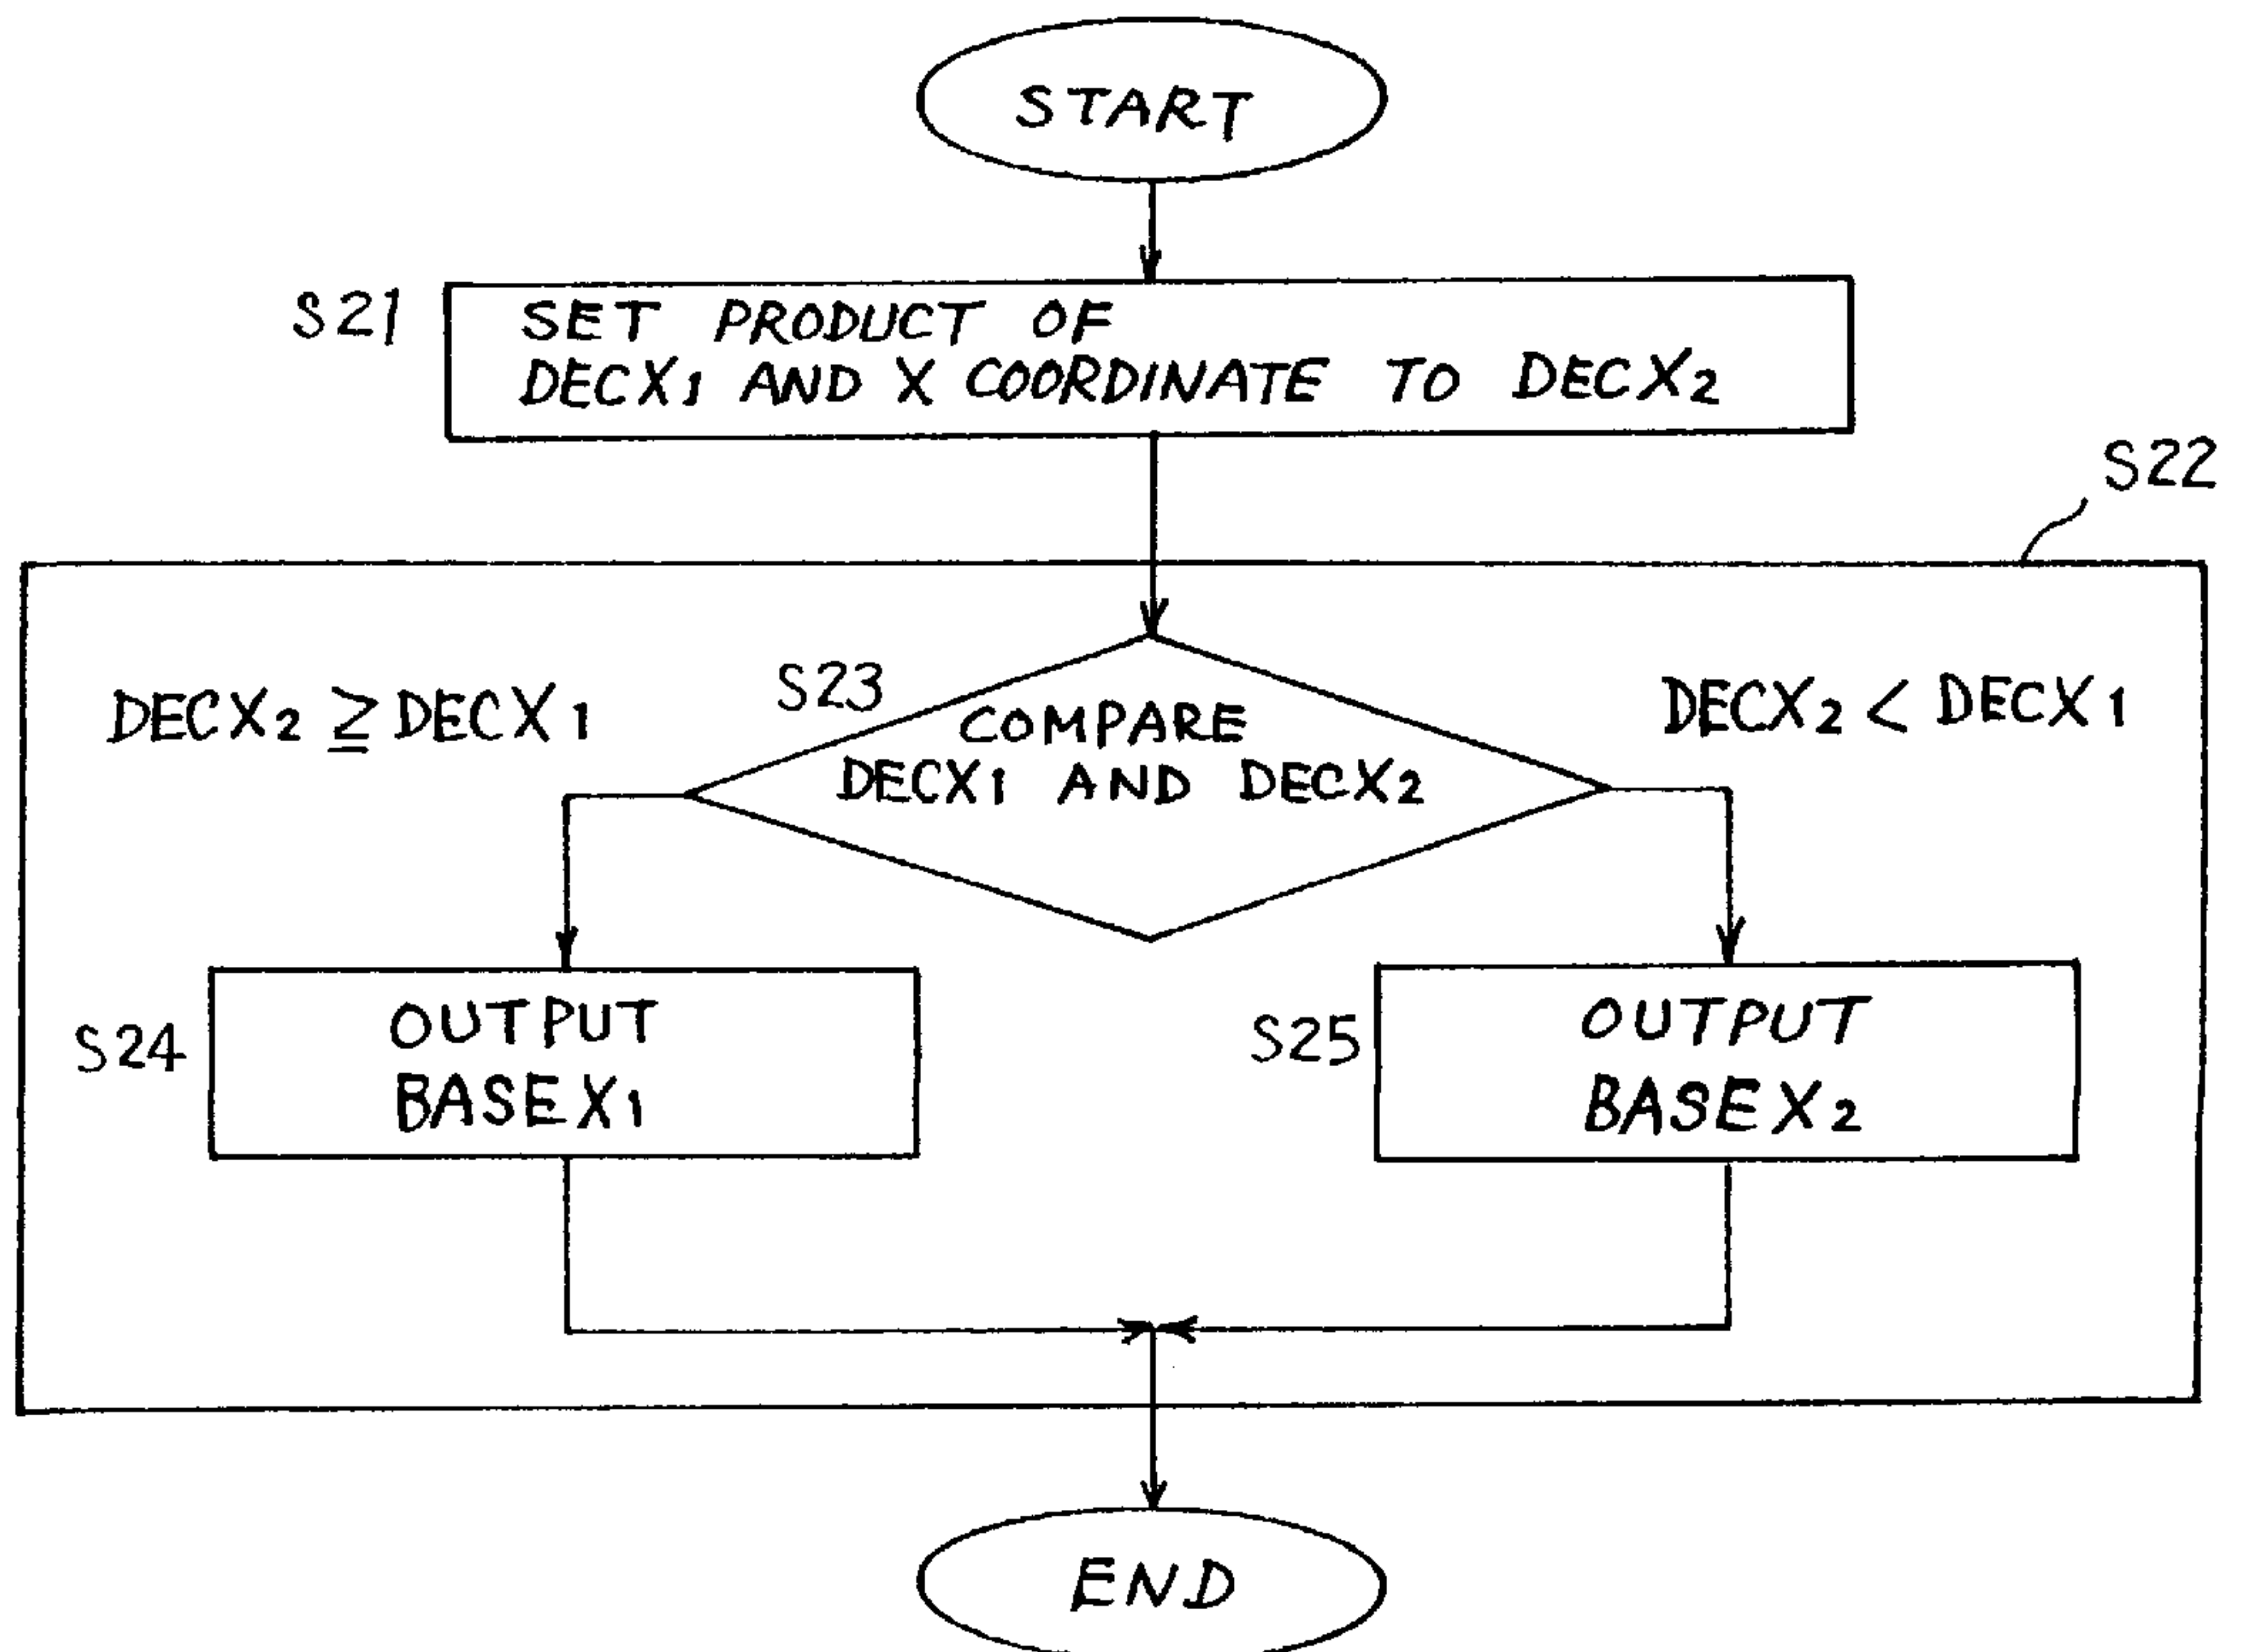 START
S21
SET PRODUCT OF
DECX1 AND X COORDINATE TO DECX2
S22
S23
DECX2 ≧ DECX1
COMPARE
DECX1 AND DECX2
DECX2 < DECX1
S24
OUTPUT
BASEX1
S25
OUTPUT
BASEX2
END